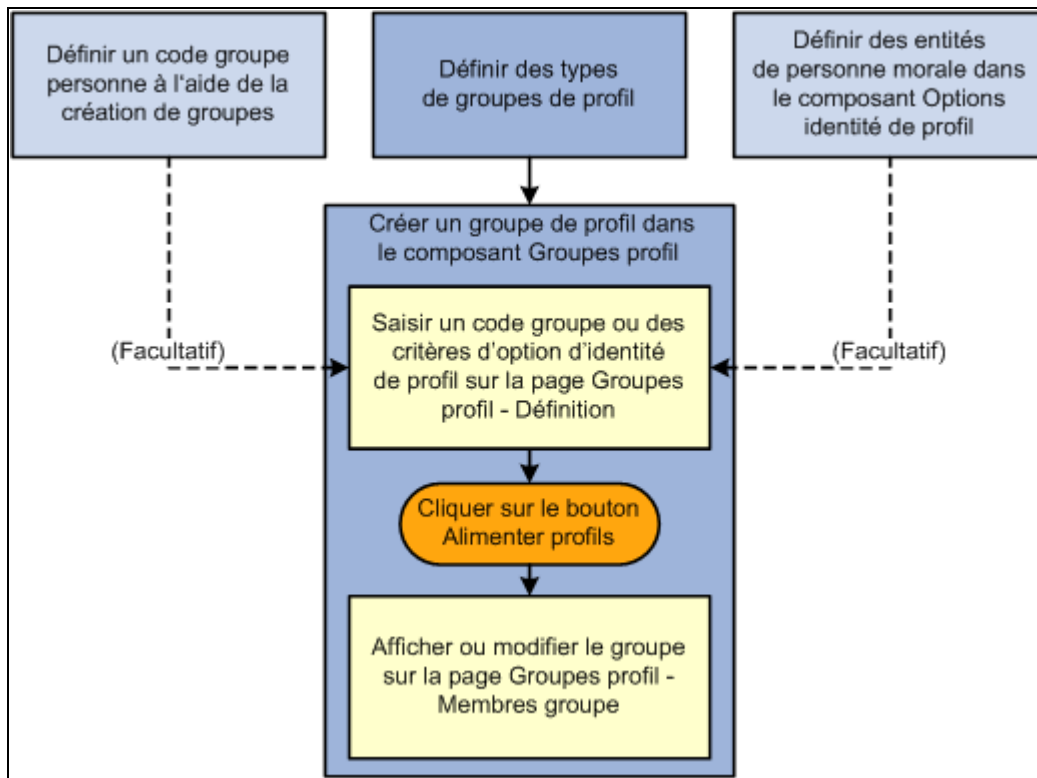 Définir un code groupe
personne à l'aide de la
création de groupes
Définir des types
de groupes de profil
Définir des entités
de personne morale dans
le composant Options
identité de profil
Créer un groupe de profil dans
le composant Groupes profil
Saisir un code groupe ou des
critères d'option d'identité
de profil sur la page Groupes
profil - Définition
(Facultatif)
(Facultatif)
Cliquer sur le bouton
Alimenter profils
Afficher ou modifier le groupe
sur la page Groupes profil -
Membres groupe